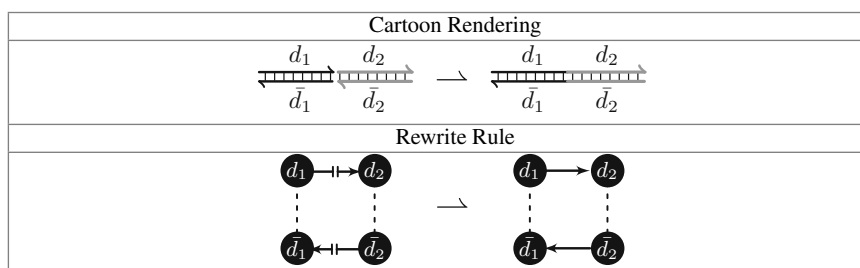 Cartoon Rendering
d₁ d₂ d₁ d₂
d̄₁ d̄₂ ⇀ d̄₁ d̄₂
Rewrite Rule
d₁ d₂ d₁ d₂
⇀
d̄₁ d̄₂ d̄₁ d̄₂